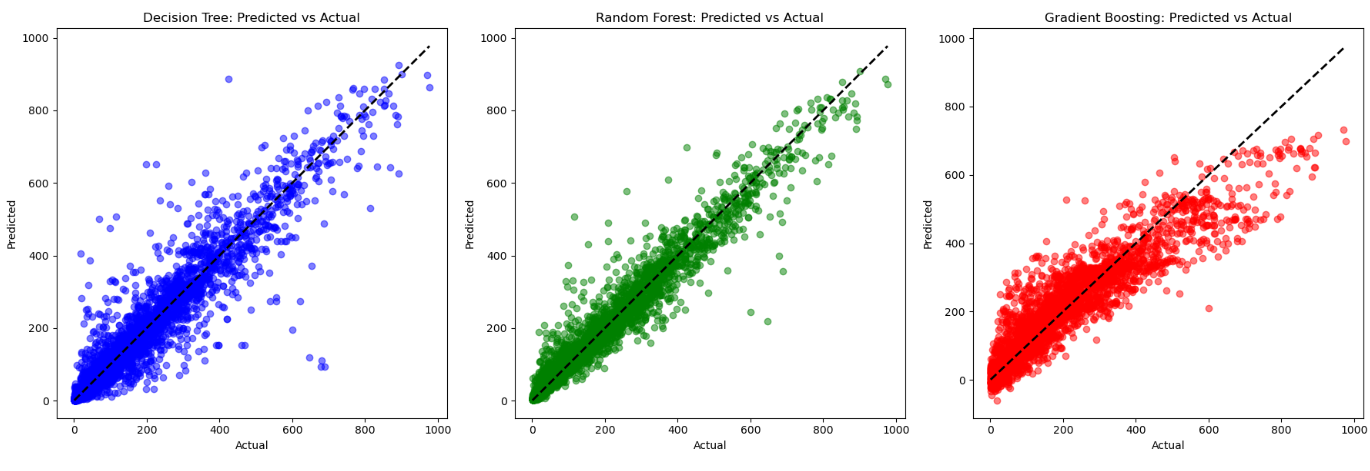 Decision Tree: Predicted vs Actual
1000
800
600
400
200
0
Predicted
0 200 400 600 800 1000
Actual
Random Forest: Predicted vs Actual
1000
800
600
400
200
0
Predicted
0 200 400 600 800 1000
Actual
Gradient Boosting: Predicted vs Actual
1000
800
600
400
200
0
Predicted
0 200 400 600 800 1000
Actual